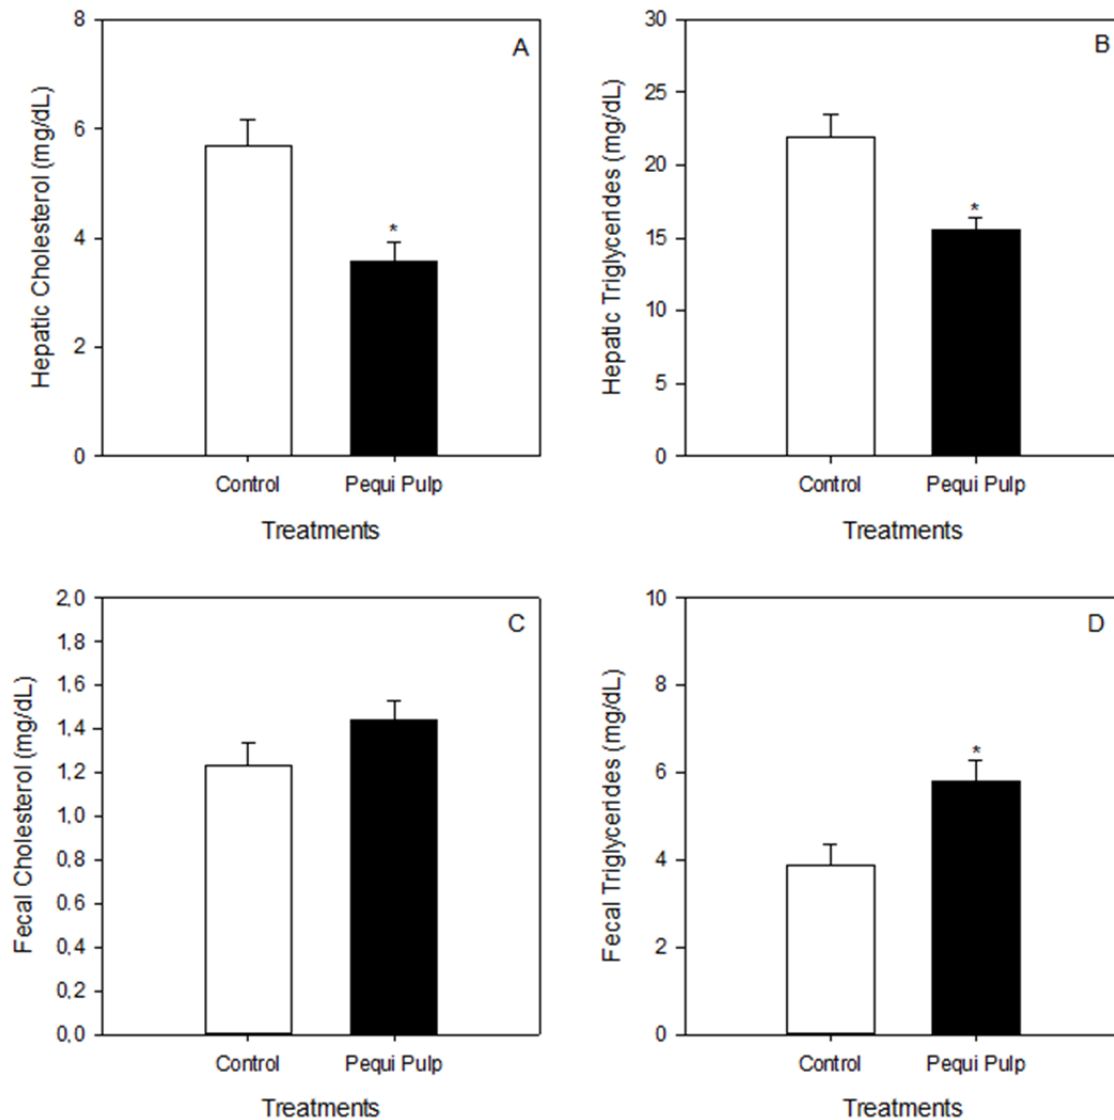 A
Hepatic Cholesterol (mg/dL)
8
6
4
2
0
*
Control
Pequi Pulp
Treatments
B
Hepatic Triglycerides (mg/dL)
30
25
20
15
10
5
0
*
Control
Pequi Pulp
Treatments
C
Fecal Cholesterol (mg/dL)
2,0
1,8
1,6
1,4
1,2
1,0
0,8
0,6
0,4
0,2
0,0
Control
Pequi Pulp
Treatments
D
Fecal Triglycerides (mg/dL)
10
8
6
4
2
0
*
Control
Pequi Pulp
Treatments